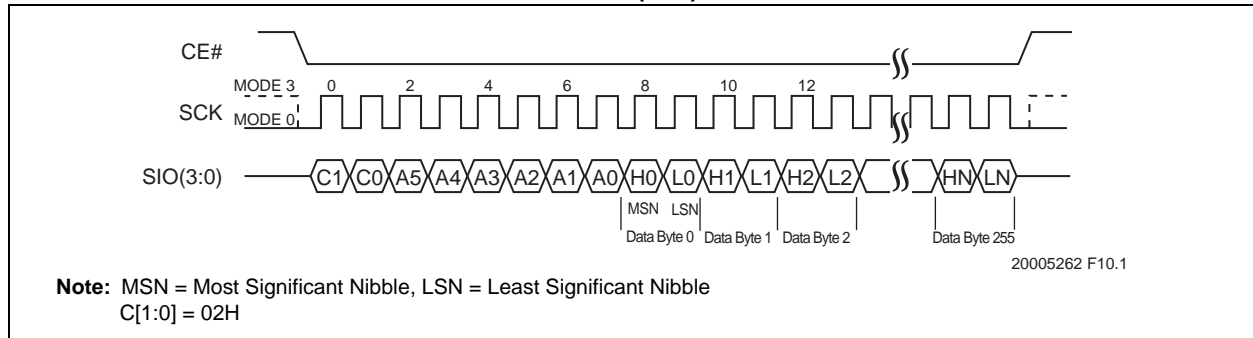 CE#
MODE 3 0 2 4 6 8 10 12
SCK MODE 0
SIO(3:0) C1 C0 A5 A4 A3 A2 A1 A0 H0 L0 H1 L1 H2 L2 HN LN
MSN LSN
Data Byte 0 Data Byte 1 Data Byte 2 Data Byte 255
20005262 F10.1
Note: MSN = Most Significant Nibble, LSN = Least Significant Nibble
C[1:0] = 02H